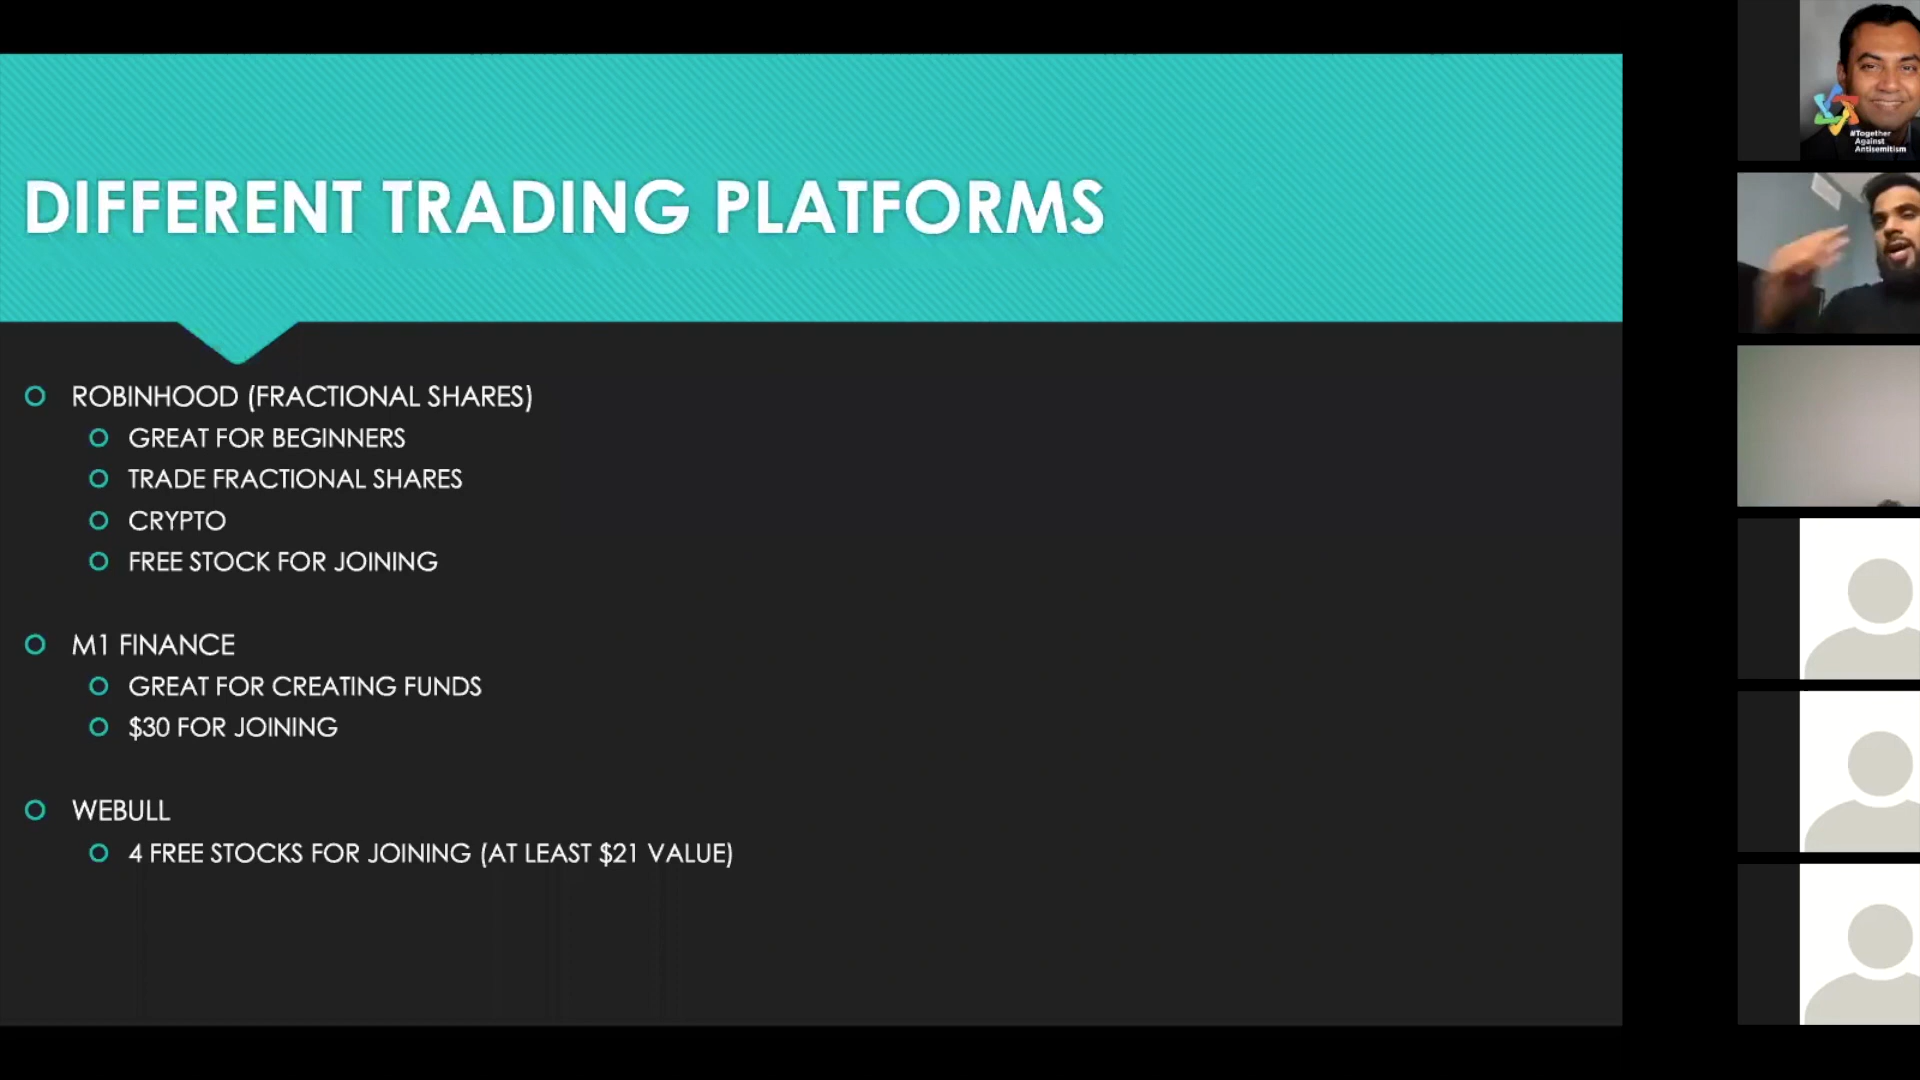 DIFFERENT TRADING PLATFORMS
ROBINHOOD (FRACTIONAL SHARES)
GREAT FOR BEGINNERS
TRADE FRACTIONAL SHARES
CRYPTO
FREE STOCK FOR JOINING
M1 FINANCE
GREAT FOR CREATING FUNDS
$30 FOR JOINING
WEBULL
4 FREE STOCKS FOR JOINING (AT LEAST $21 VALUE)
#Together
Against
Antisemitism